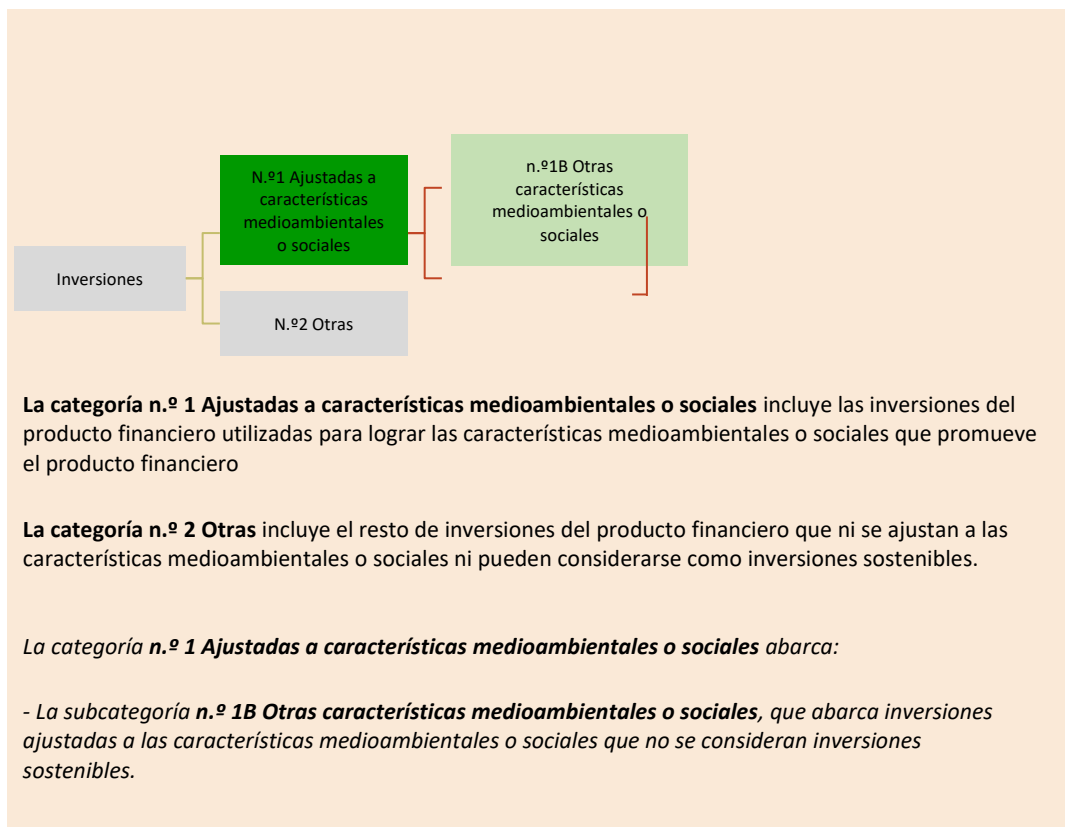 N.º1 Ajustadas a
características
medioambientales
o sociales
n.º1B Otras
características
medioambientales o
sociales
Inversiones
N.º2 Otras
La categoría n.º 1 Ajustadas a características medioambientales o sociales incluye las inversiones del
producto financiero utilizadas para lograr las características medioambientales o sociales que promueve
el producto financiero
La categoría n.º 2 Otras incluye el resto de inversiones del producto financiero que ni se ajustan a las
características medioambientales o sociales ni pueden considerarse como inversiones sostenibles.
La categoría n.º 1 Ajustadas a características medioambientales o sociales abarca:
- La subcategoría n.º 1B Otras características medioambientales o sociales, que abarca inversiones
ajustadas a las características medioambientales o sociales que no se consideran inversiones
sostenibles.